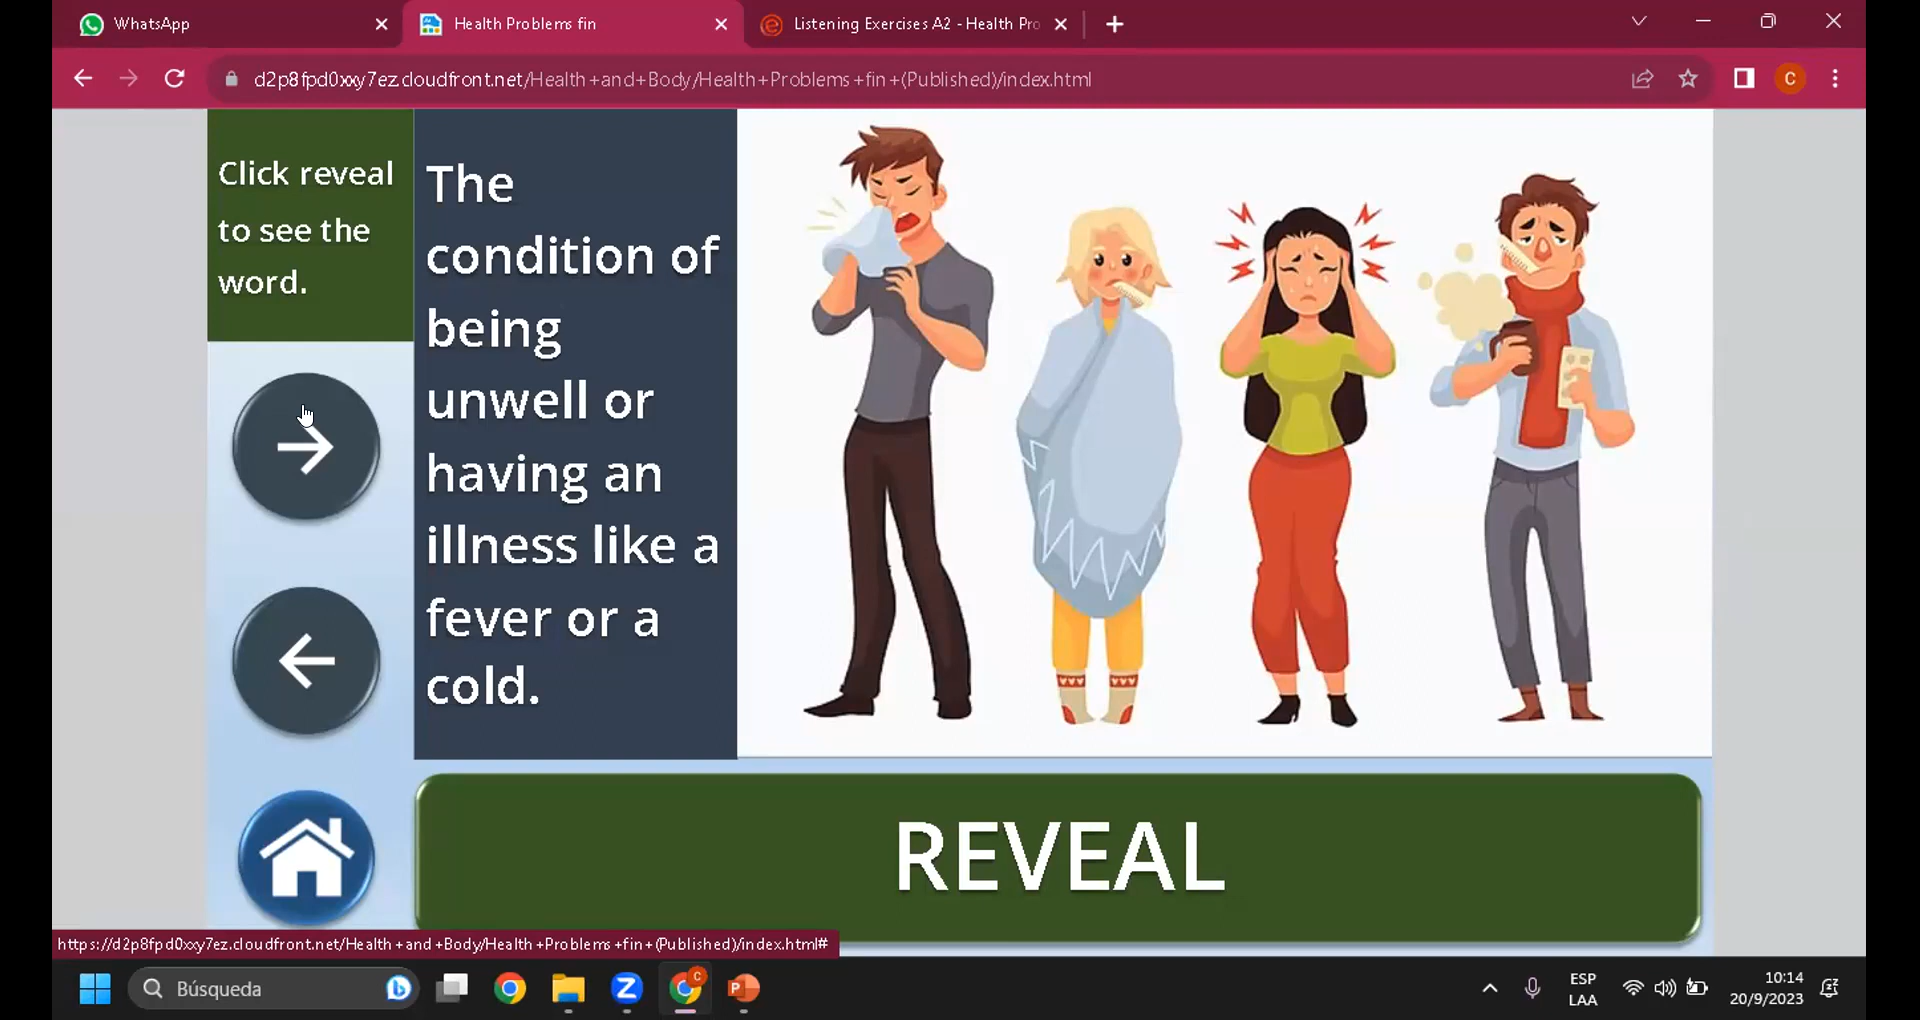 WhatsApp
Health Problems fin
Listening Exercises A2 - Health Pro
d2p8fpd0xxy7ez.cloudfront.net/Health+and+Body/Health+Problems+fin+(Published)/index.html
C
Click reveal
to see the
word.
The
condition of
being
unwell or
having an
illness like a
fever or a
cold.
REVEAL
https://d2p8fpd0xxy7ez.cloudfront.net/Health+and+Body/Health+Problems+fin+(Published)/index.html#
Búsqueda
ESP
LAA
10:14
20/9/2023